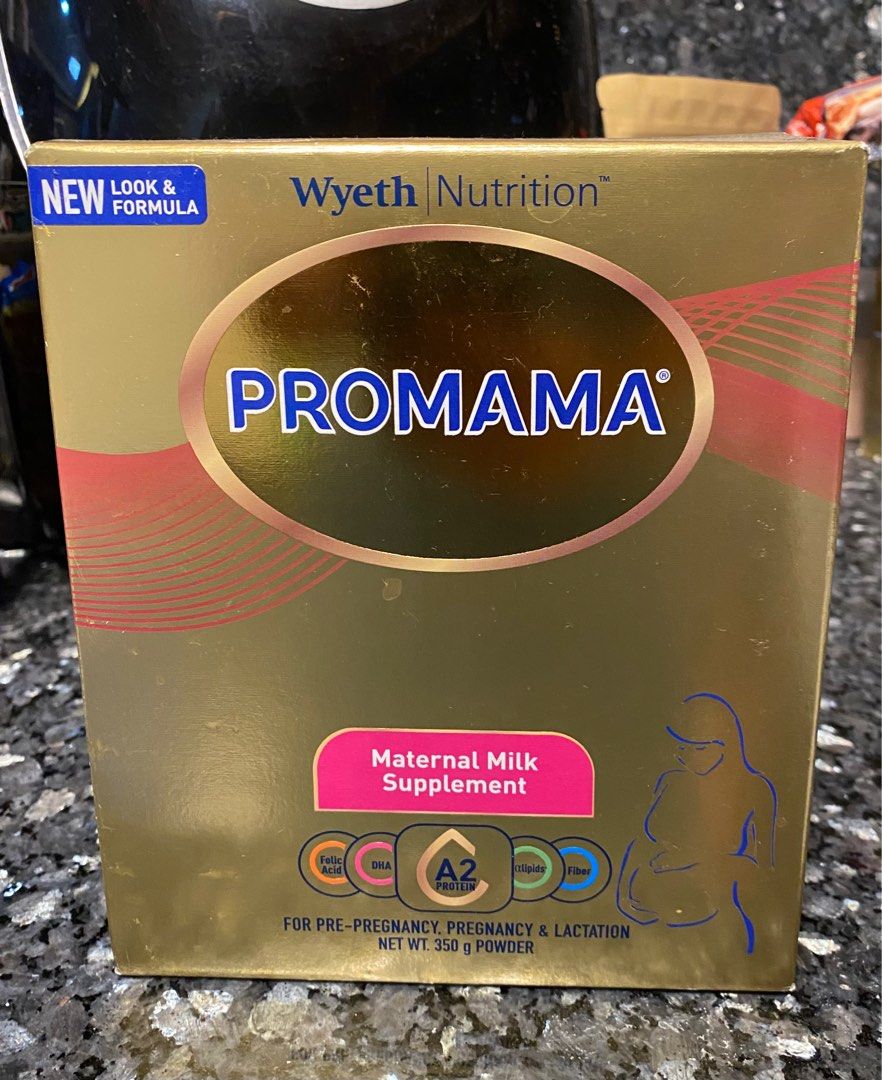 NEW LOOK &
FORMULA
Wyeth | Nutrition™
PROMAMA®
Maternal Milk
Supplement
Folic
Acid
DHA
A2
PROTEIN
αlipids
Fiber
FOR PRE-PREGNANCY, PREGNANCY & LACTATION
NET WT. 350 g POWDER